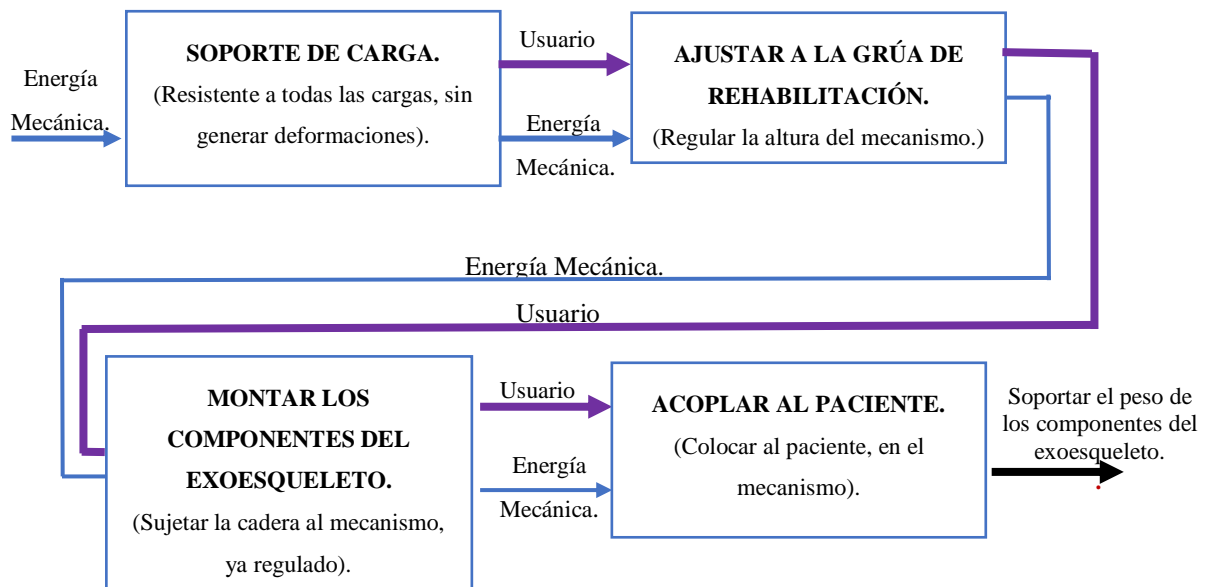 Energía
Mecánica.
SOPORTE DE CARGA.
(Resistente a todas las cargas, sin
generar deformaciones).
Usuario
Energía
Mecánica.
AJUSTAR A LA GRÚA DE
REHABILITACIÓN.
(Regular la altura del mecanismo.)
Energía Mecánica.
Usuario
MONTAR LOS
COMPONENTES DEL
EXOESQUELETO.
(Sujetar la cadera al mecanismo,
ya regulado).
Usuario
Energía
Mecánica.
ACOPLAR AL PACIENTE.
(Colocar al paciente, en el
mecanismo).
Soportar el peso de
los componentes del
exoesqueleto.
.